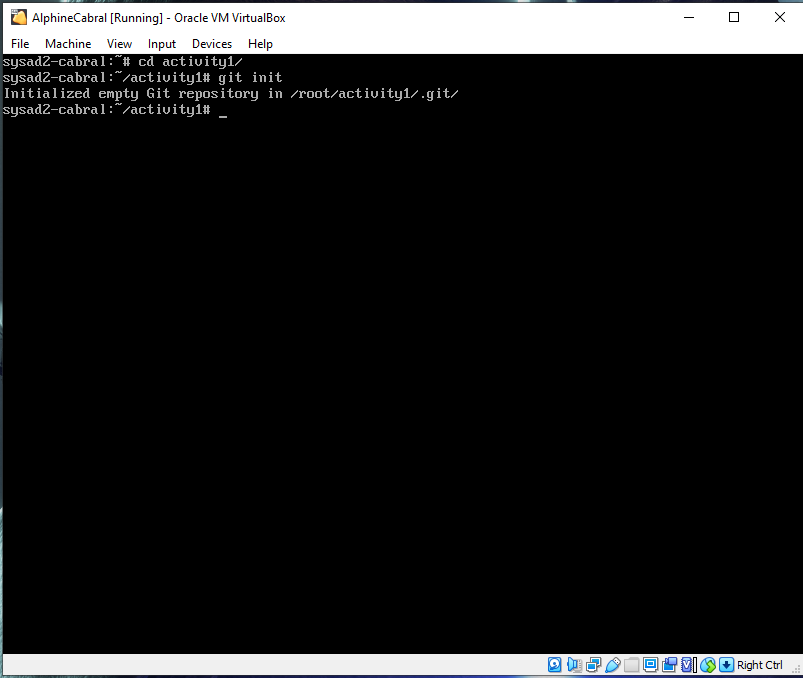 AlphineCabral [Running] - Oracle VM VirtualBox
File Machine View Input Devices Help
sysad2-cabral:~# cd activity1/
sysad2-cabral:~/activity1# git init
Initialized empty Git repository in /root/activity1/.git/
sysad2-cabral:~/activity1# _
Right Ctrl